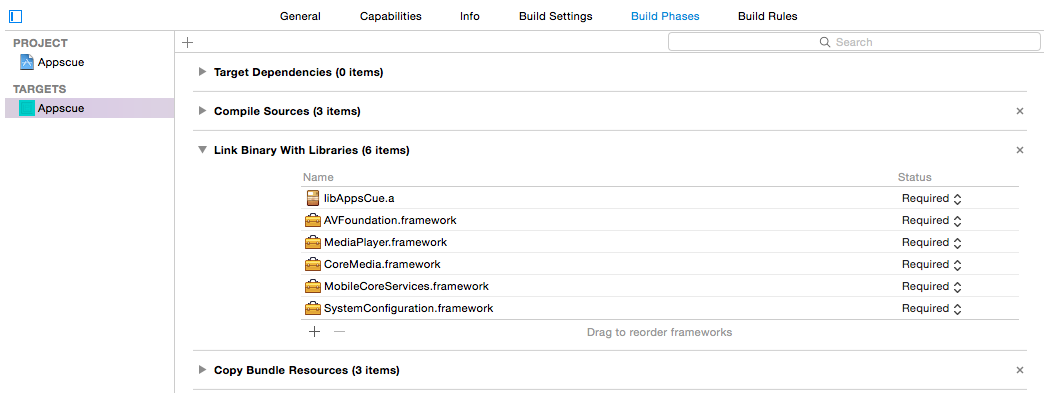 General Capabilities Info Build Settings Build Phases Build Rules
PROJECT
Appscue
TARGETS
Appscue
Search
Target Dependencies (0 items)
Compile Sources (3 items)
Link Binary With Libraries (6 items)
Name Status
libAppsCue.a Required
AVFoundation.framework Required
MediaPlayer.framework Required
CoreMedia.framework Required
MobileCoreServices.framework Required
SystemConfiguration.framework Required
Drag to reorder frameworks
Copy Bundle Resources (3 items)